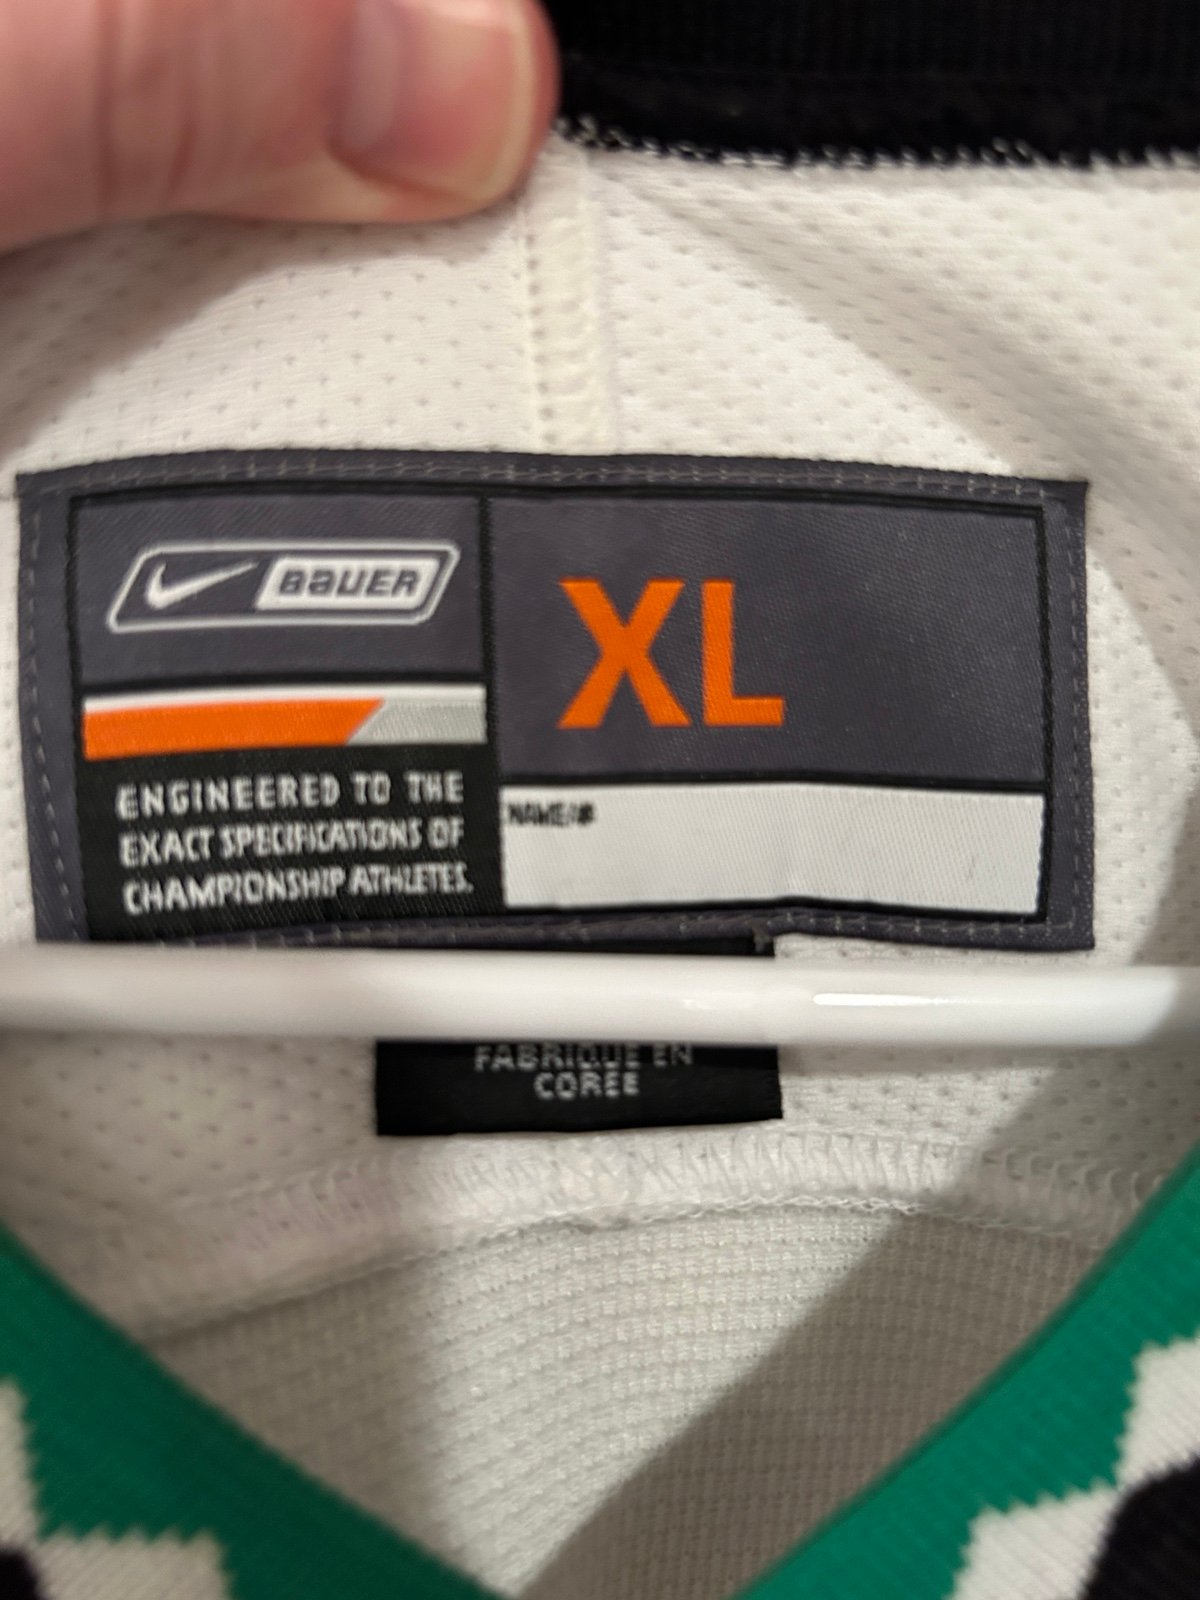 BAUER
XL
ENGINEERED TO THE
EXACT SPECIFICATIONS OF
CHAMPIONSHIP ATHLETES.
NAME/#
FABRIQUE EN
COREE